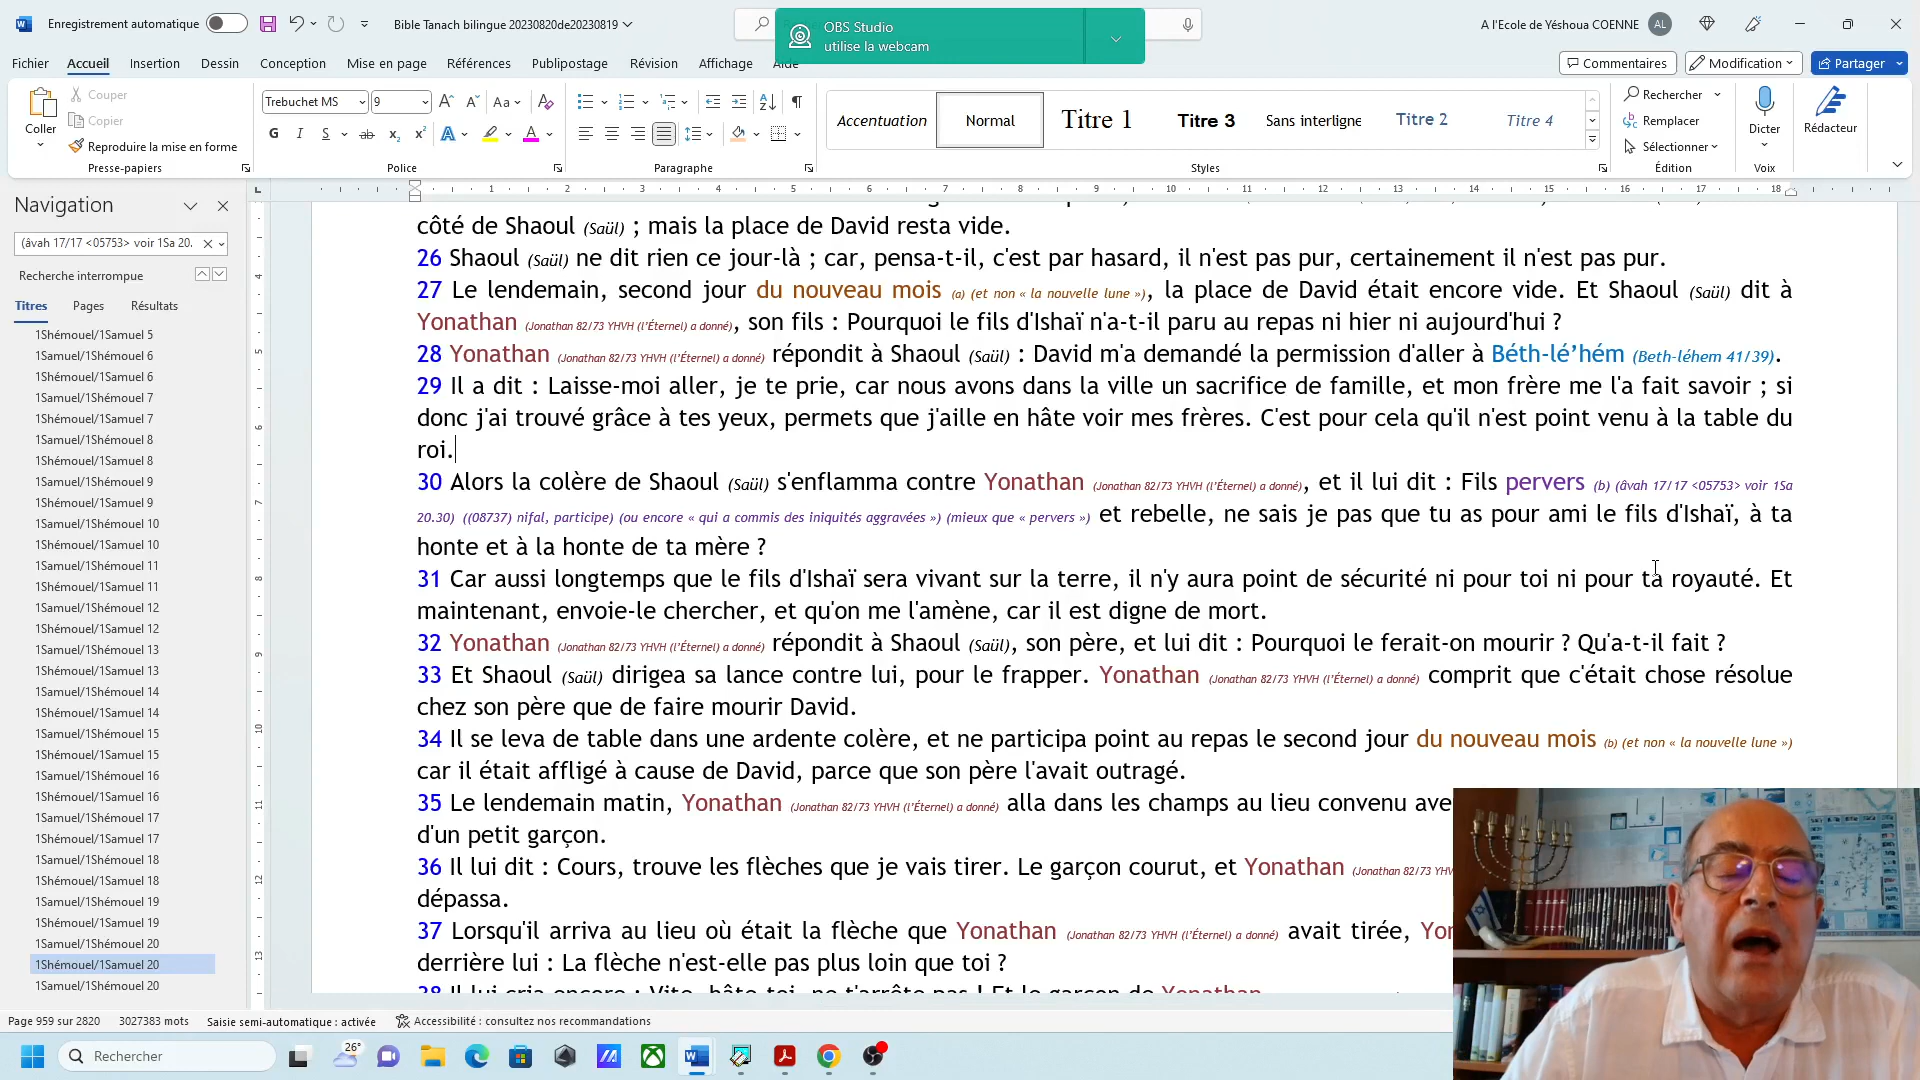 Enregistrement automatique
Bible Tanach bilingue 20230820de20230819
OBS Studio
utilise la webcam
A l'Ecole de Yéshoua COENNE
AL
Fichier Accueil Insertion Dessin Conception Mise en page Références Publipostage Révision Affichage Aide
Commentaires Modification Partager
Coller
Couper
Copier
Reproduire la mise en forme
Presse-papiers
Trebuchet MS 9
Police
Paragraphe
Accentuation Normal Titre 1 Titre 3 Sans interligne Titre 2 Titre 4
Styles
Rechercher
Remplacer
Sélectionner
Édition
Dicter
Voix
Rédacteur
Navigation
(âvah 17/17 <05753> voir 1Sa 20.
Recherche interrompue
Titres Pages Résultats
1Shémouel/1Samuel 5
1Samuel/1Shémouel 6
1Shémouel/1Samuel 6
1Samuel/1Shémouel 7
1Shémouel/1Samuel 7
1Samuel/1Shémouel 8
1Shémouel/1Samuel 8
1Samuel/1Shémouel 9
1Shémouel/1Samuel 9
1Samuel/1Shémouel 10
1Shémouel/1Samuel 10
1Samuel/1Shémouel 11
1Shémouel/1Samuel 11
1Samuel/1Shémouel 12
1Shémouel/1Samuel 12
1Samuel/1Shémouel 13
1Shémouel/1Samuel 13
1Samuel/1Shémouel 14
1Shémouel/1Samuel 14
1Samuel/1Shémouel 15
1Shémouel/1Samuel 15
1Shémouel/1Samuel 16
1Samuel/1Shémouel 16
1Samuel/1Shémouel 17
1Shémouel/1Samuel 17
1Samuel/1Shémouel 18
1Shémouel/1Samuel 18
1Samuel/1Shémouel 19
1Shémouel/1Samuel 19
1Samuel/1Shémouel 20
1Shémouel/1Samuel 20
1Samuel/1Shémouel 20
côté de Shaoul (Saül) ; mais la place de David resta vide.
26 Shaoul (Saül) ne dit rien ce jour-là ; car, pensa-t-il, c'est par hasard, il n'est pas pur, certainement il n'est pas pur.
27 Le lendemain, second jour du nouveau mois (a) (et non « la nouvelle lune »), la place de David était encore vide. Et Shaoul (Saül) dit à
Yonathan (Jonathan 82/73 YHVH (l'Éternel) a donné), son fils : Pourquoi le fils d'Ishaï n'a-t-il paru au repas ni hier ni aujourd'hui ?
28 Yonathan (Jonathan 82/73 YHVH (l'Éternel) a donné) répondit à Shaoul (Saül) : David m'a demandé la permission d'aller à Béth-lé’hém (Beth-léhem 41/39).
29 Il a dit : Laisse-moi aller, je te prie, car nous avons dans la ville un sacrifice de famille, et mon frère me l'a fait savoir ; si
donc j'ai trouvé grâce à tes yeux, permets que j'aille en hâte voir mes frères. C'est pour cela qu'il n'est point venu à la table du
roi.
30 Alors la colère de Shaoul (Saül) s'enflamma contre Yonathan (Jonathan 82/73 YHVH (l'Éternel) a donné), et il lui dit : Fils pervers (b) (âvah 17/17 <05753> voir 1Sa
20.30) ((08737) nifal, participe) (ou encore « qui a commis des iniquités aggravées ») (mieux que « pervers ») et rebelle, ne sais je pas que tu as pour ami le fils d'Ishaï, à ta
honte et à la honte de ta mère ?
31 Car aussi longtemps que le fils d'Ishaï sera vivant sur la terre, il n'y aura point de sécurité ni pour toi ni pour ta royauté. Et
maintenant, envoie-le chercher, et qu'on me l'amène, car il est digne de mort.
32 Yonathan (Jonathan 82/73 YHVH (l'Éternel) a donné) répondit à Shaoul (Saül), son père, et lui dit : Pourquoi le ferait-on mourir ? Qu'a-t-il fait ?
33 Et Shaoul (Saül) dirigea sa lance contre lui, pour le frapper. Yonathan (Jonathan 82/73 YHVH (l'Éternel) a donné) comprit que c'était chose résolue
chez son père que de faire mourir David.
34 Il se leva de table dans une ardente colère, et ne participa point au repas le second jour du nouveau mois (b) (et non « la nouvelle lune »)
car il était affligé à cause de David, parce que son père l'avait outragé.
35 Le lendemain matin, Yonathan (Jonathan 82/73 YHVH (l'Éternel) a donné) alla dans les champs au lieu convenu ave
d'un petit garçon.
36 Il lui dit : Cours, trouve les flèches que je vais tirer. Le garçon courut, et Yonathan (Jonathan 82/73 YHV
dépassa.
37 Lorsqu'il arriva au lieu où était la flèche que Yonathan (Jonathan 82/73 YHVH (l'Éternel) a donné) avait tirée, Yon
derrière lui : La flèche n'est-elle pas plus loin que toi ?
38 Il lui cria encore : Vite, hâte-toi, ne t'arrête pas ! Et le garçon de Yonathan
Page 959 sur 2820 3027383 mots Saisie semi-automatique : activée Accessibilité : consultez nos recommandations
Rechercher
26°